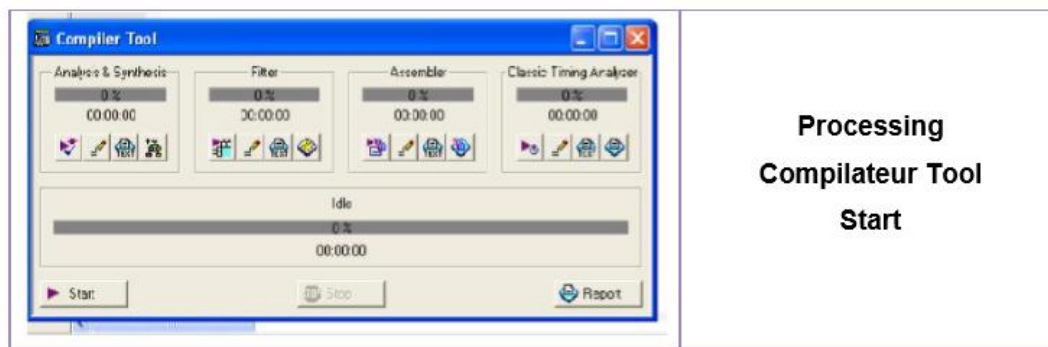 Compiler Tool
Analysis & Synthesis
0 %
00:00:00
Fitter
0 %
00:00:00
Assembler
0 %
00:00:00
Classic Timing Analyzer
0 %
00:00:00
Idle
0 %
00:00:00
Start
Stop
Report
Processing
Compilateur Tool
Start